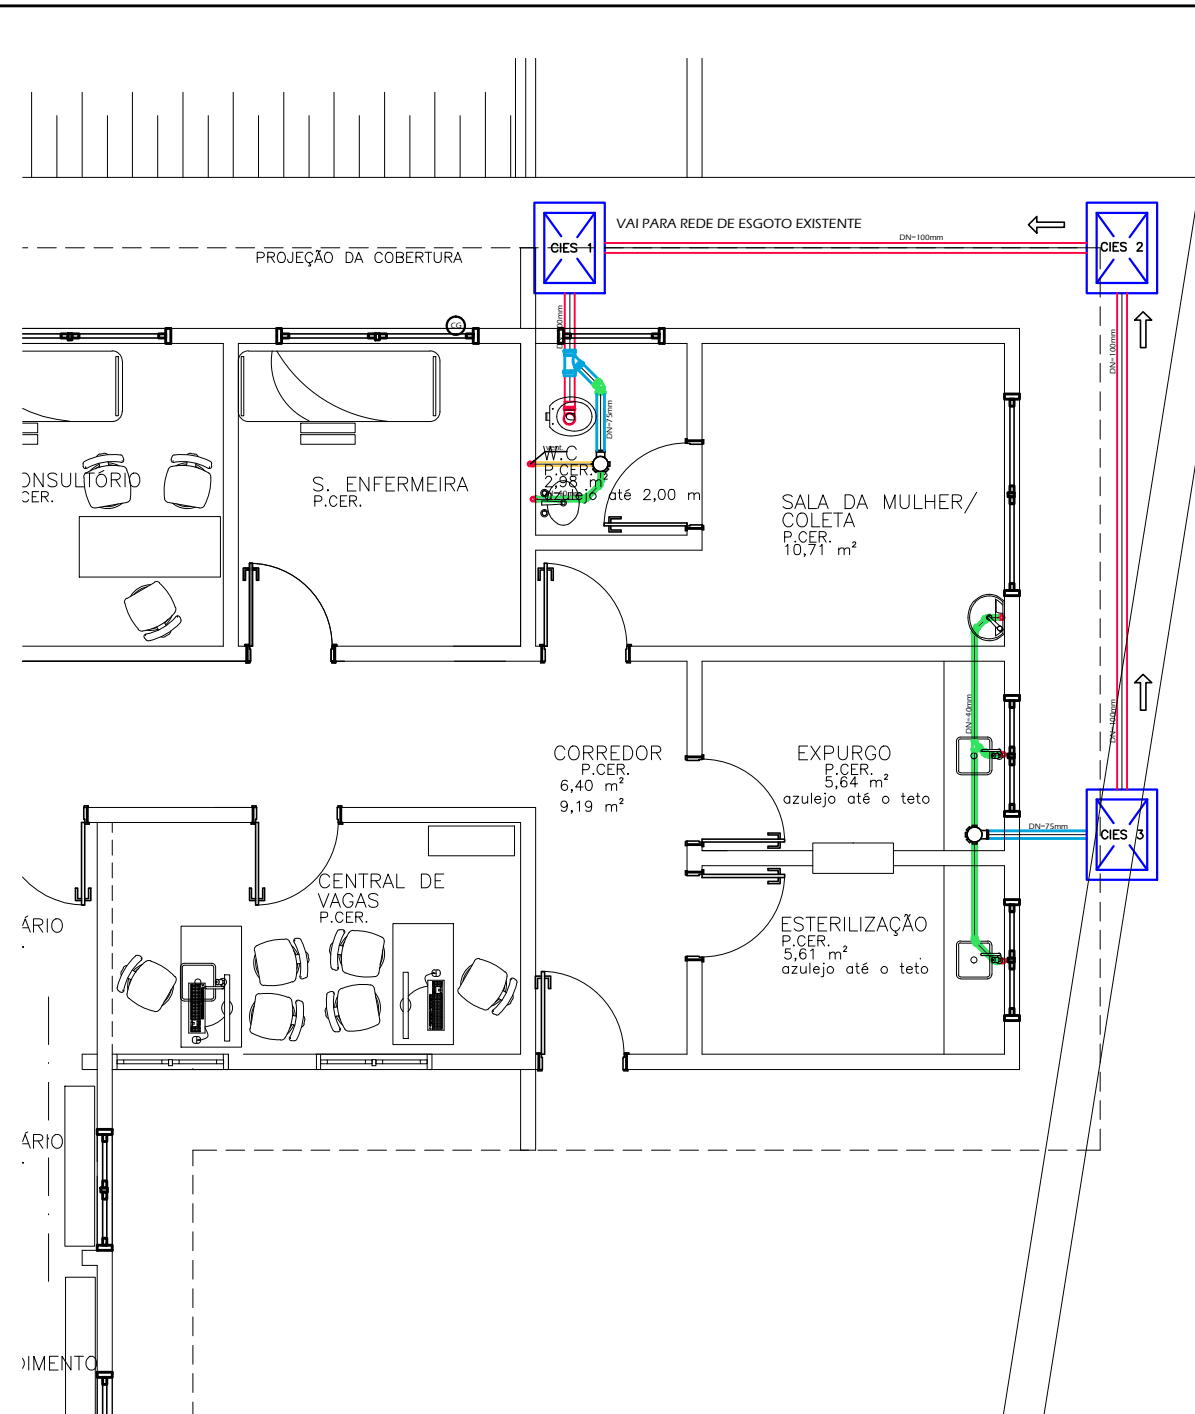 VAI PARA REDE DE ESGOTO EXISTENTE
DN=100mm
CIES 1
CIES 2
PROJEÇÃO DA COBERTURA
CG
DN=100mm
DN=75mm
W.C
P.CER.
2,98 m²
azulejo até 2,00 m
ONSULTÓRIO
CER.
S. ENFERMEIRA
P.CER.
SALA DA MULHER/
COLETA
P.CER.
10,71 m²
DN=40mm
DN=100mm
CORREDOR
P.CER.
6,40 m²
9,19 m²
EXPURGO
P.CER.
5,64 m²
azulejo até o teto
DN=75mm
CIES 3
CENTRAL DE
VAGAS
P.CER.
ÁRIO
ESTERILIZAÇÃO
P.CER.
5,61 m²
azulejo até o teto
ÁRIO
DIMENTO